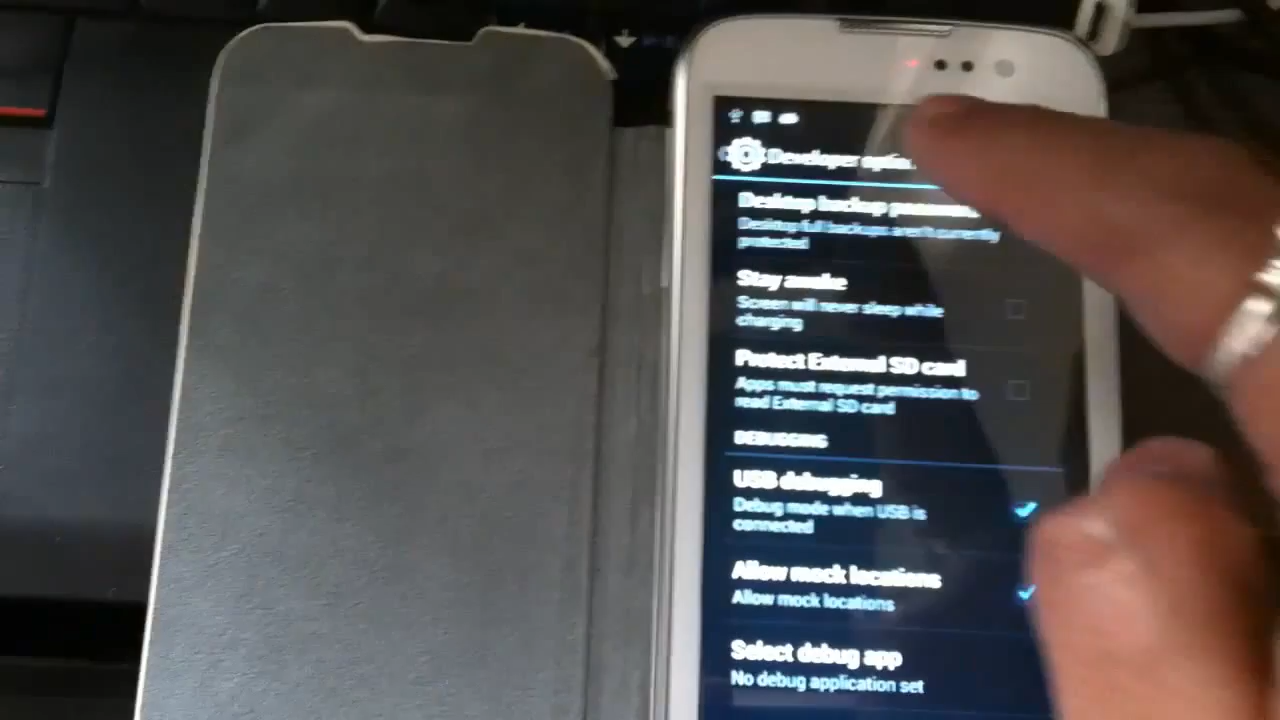 Developer
Desktop backup
Desktop full backups aren't currently
protected
Stay awake
Screen will never sleep while
charging
Protect External SD card
Apps must request permission to
read External SD card
DEBUGGING
USB debugging
Debug mode when USB is
connected
Allow mock locations
Allow mock locations
Select debug app
No debug application set